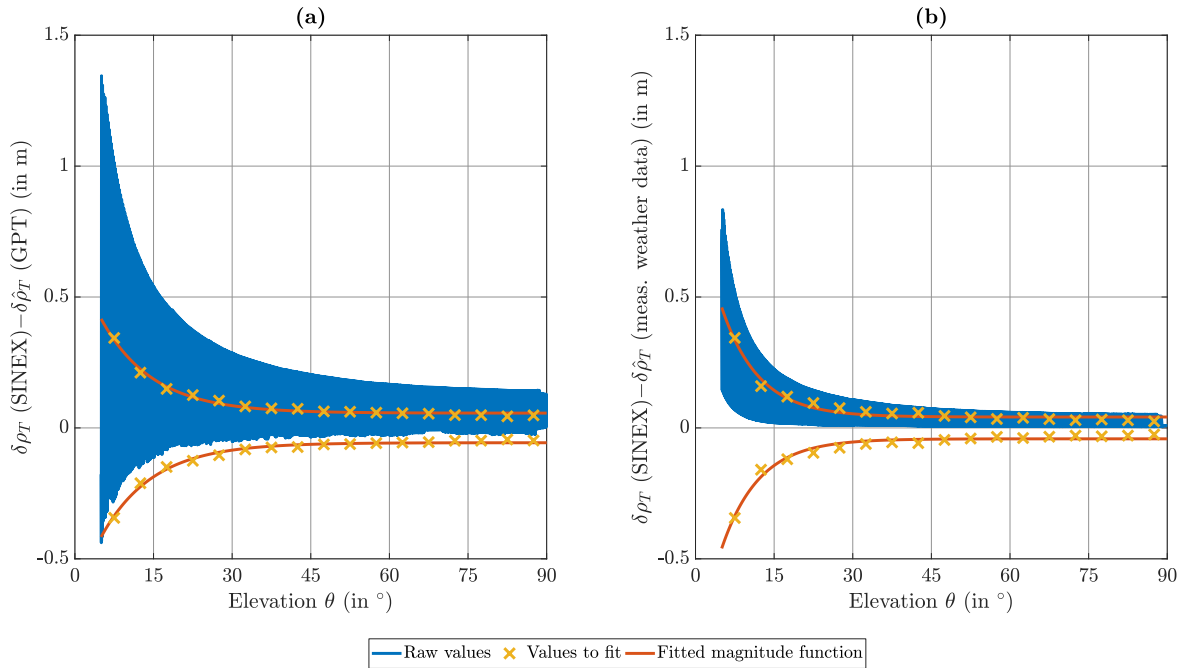 (a)
δρ_T (SINEX)−δρ̂_T (GPT) (in m)
1.5
1
0.5
0
-0.5
0 15 30 45 60 75 90
Elevation θ (in °)
(b)
δρ_T (SINEX)−δρ̂_T (meas. weather data) (in m)
1.5
1
0.5
0
-0.5
0 15 30 45 60 75 90
Elevation θ (in °)
Raw values Values to fit Fitted magnitude function